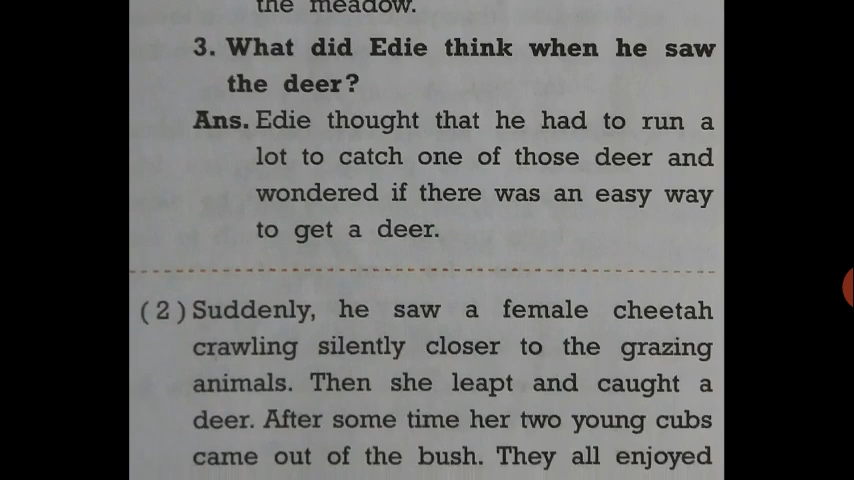 the meadow.
3. What did Edie think when he saw
the deer?
Ans. Edie thought that he had to run a
lot to catch one of those deer and
wondered if there was an easy way
to get a deer.
(2) Suddenly, he saw a female cheetah
crawling silently closer to the grazing
animals. Then she leapt and caught a
deer. After some time her two young cubs
came out of the bush. They all enjoyed